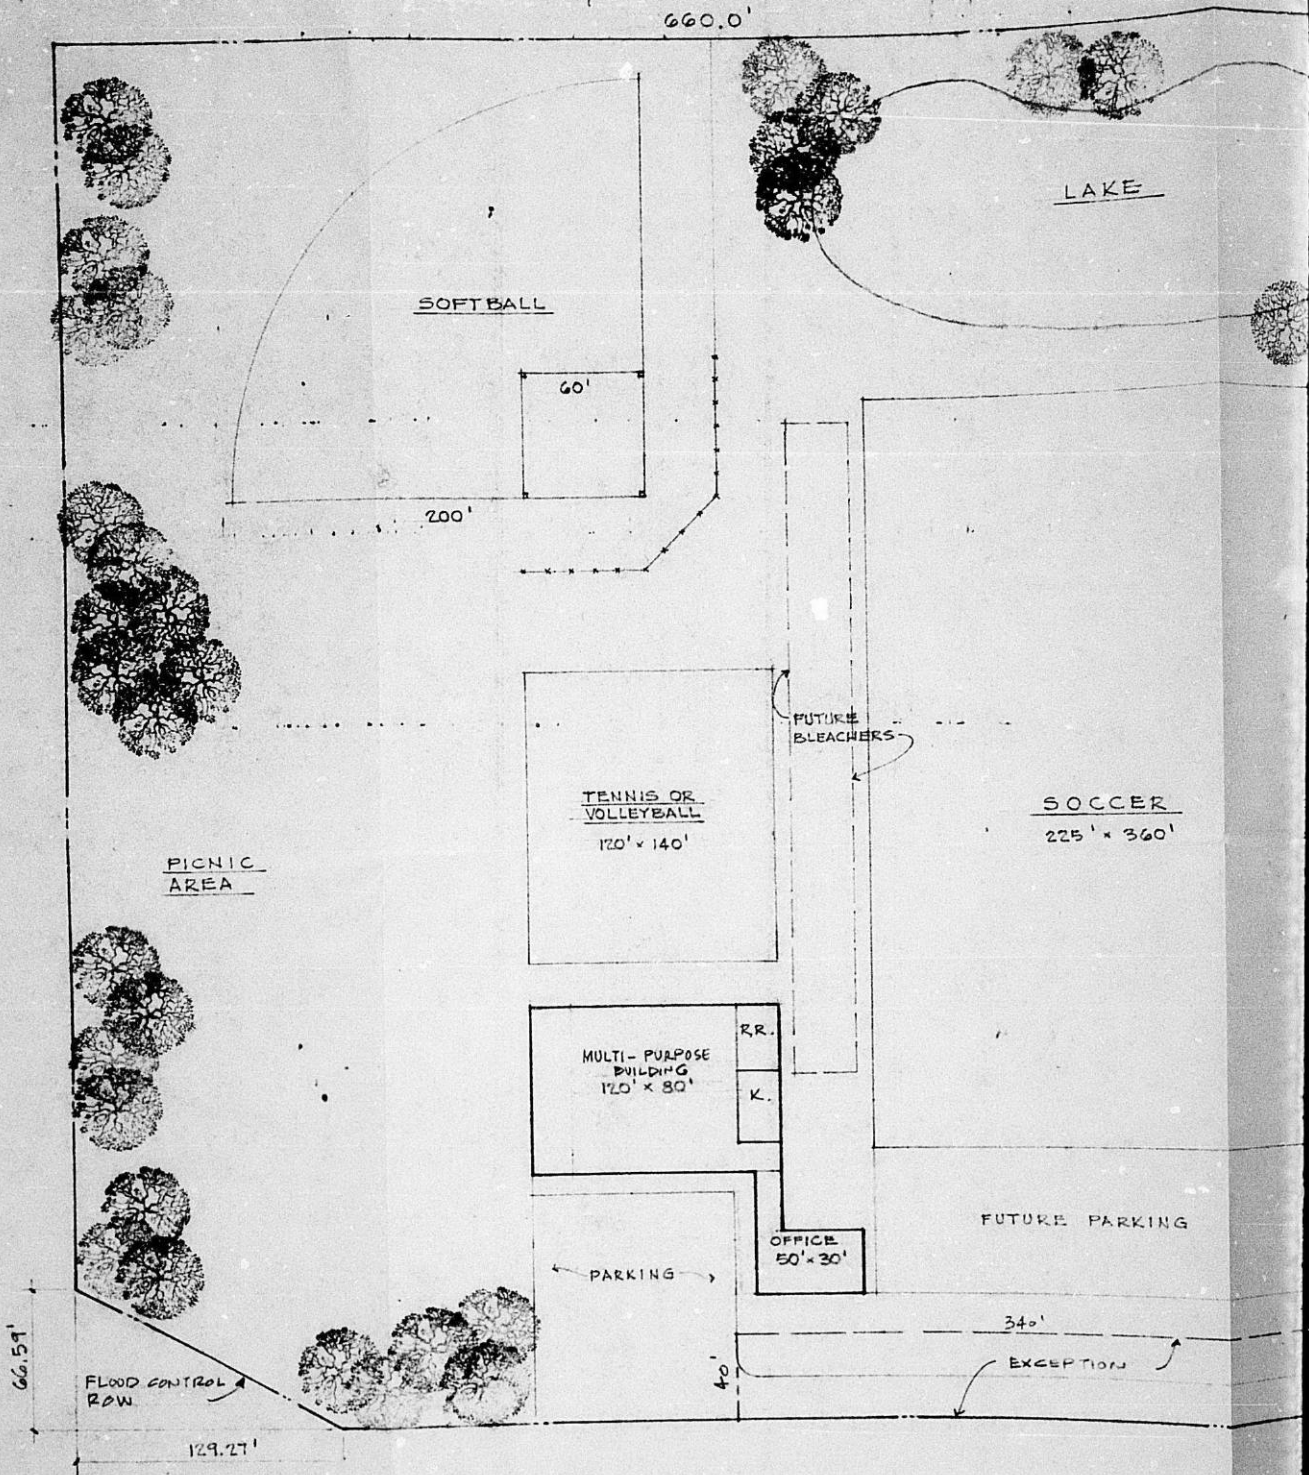 660.0'
LAKE
SOFTBALL
60'
200'
FUTURE
BLEACHERS
TENNIS OR
VOLLEYBALL
120' x 140'
SOCCER
225' x 360'
PICNIC
AREA
MULTI-PURPOSE
BUILDING
120' x 80'
R.R.
K.
FUTURE PARKING
OFFICE
50' x 30'
PARKING
340'
EXCEPTION
40'
66.59'
FLOOD CONTROL
ROW
129.27'